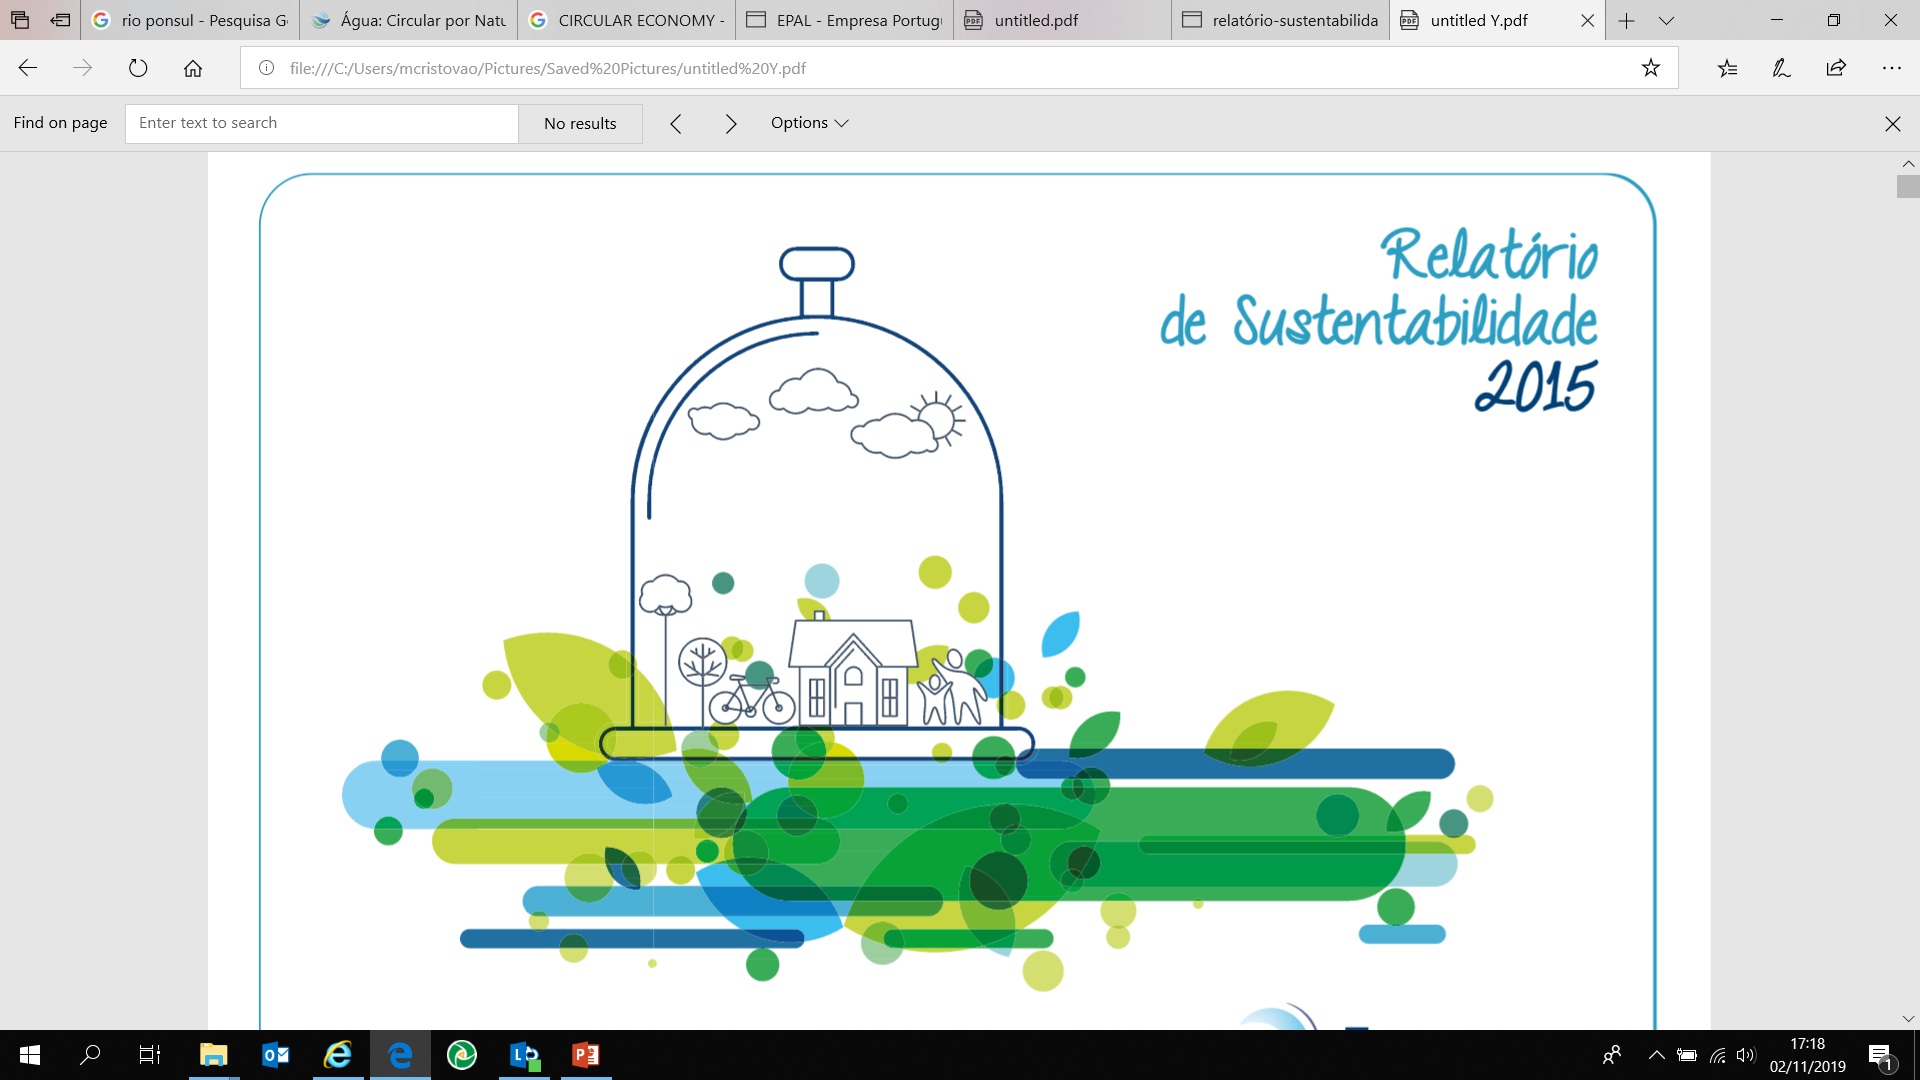 rio ponsul - Pesquisa G
Água: Circular por Natu
CIRCULAR ECONOMY -
EPAL - Empresa Portug
untitled.pdf
relatório-sustentabilida
untitled Y.pdf
file:///C:/Users/mcristovao/Pictures/Saved%20Pictures/untitled%20Y.pdf
Find on page
Enter text to search
No results
Options
Relatório
de Sustentabilidade
2015
17:18
02/11/2019
1